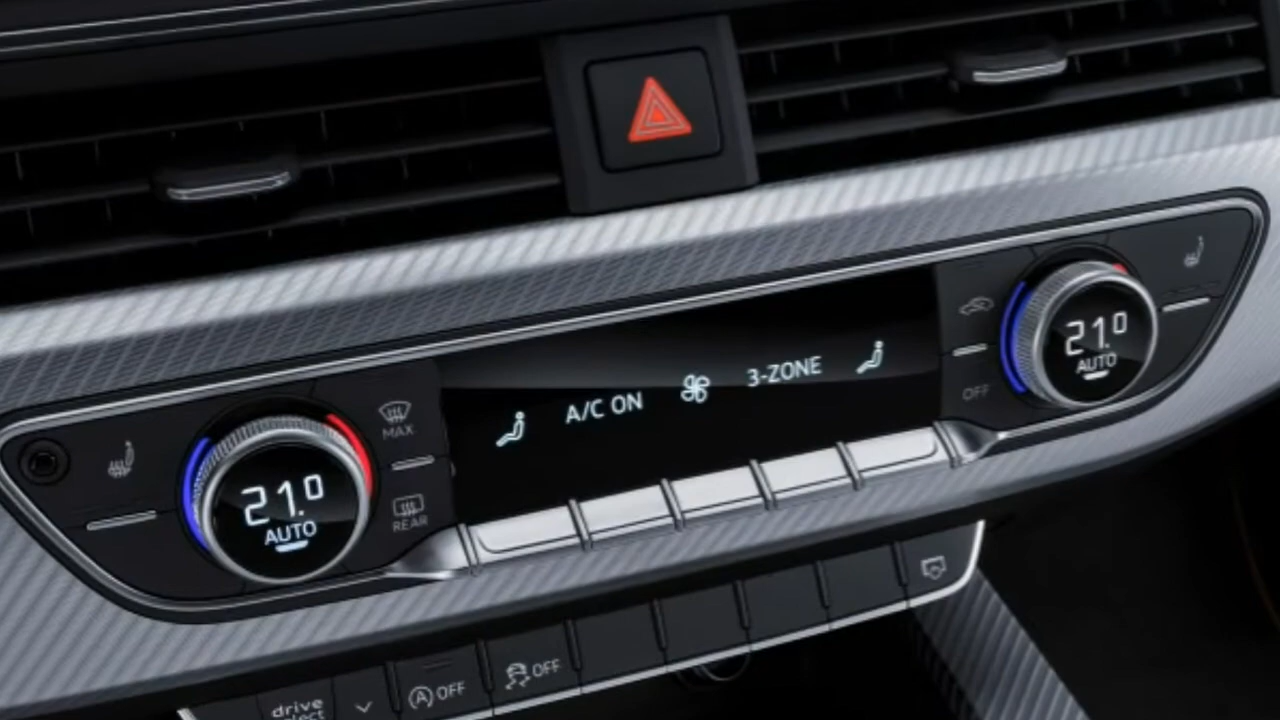 MAX
REAR
21.0
AUTO
A/C ON
3-ZONE
OFF
21.0
AUTO
drive
A OFF
OFF